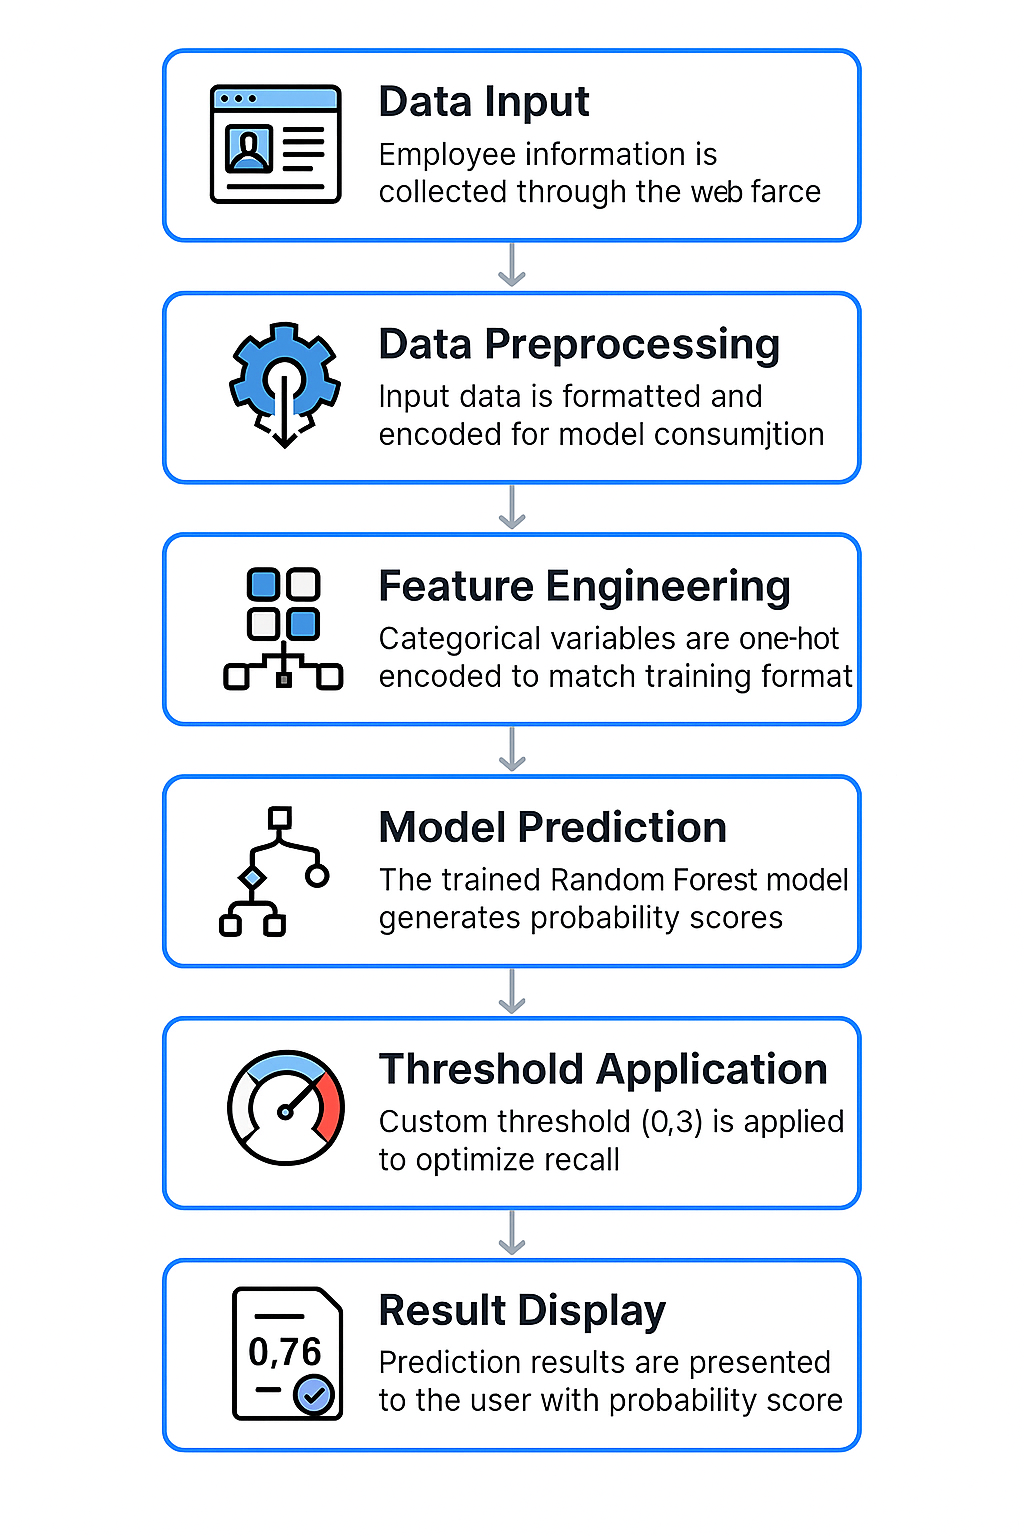 Data Input
Employee information is
collected through the web farce
Data Preprocessing
Input data is formatted and
encoded for model consumjtion
Feature Engineering
Categorical variables are one-hot
encoded to match training format
Model Prediction
The trained Random Forest model
generates probability scores
Threshold Application
Custom threshold (0,3) is applied
to optimize recall
Result Display
0,76
Prediction results are presented
to the user with probability score